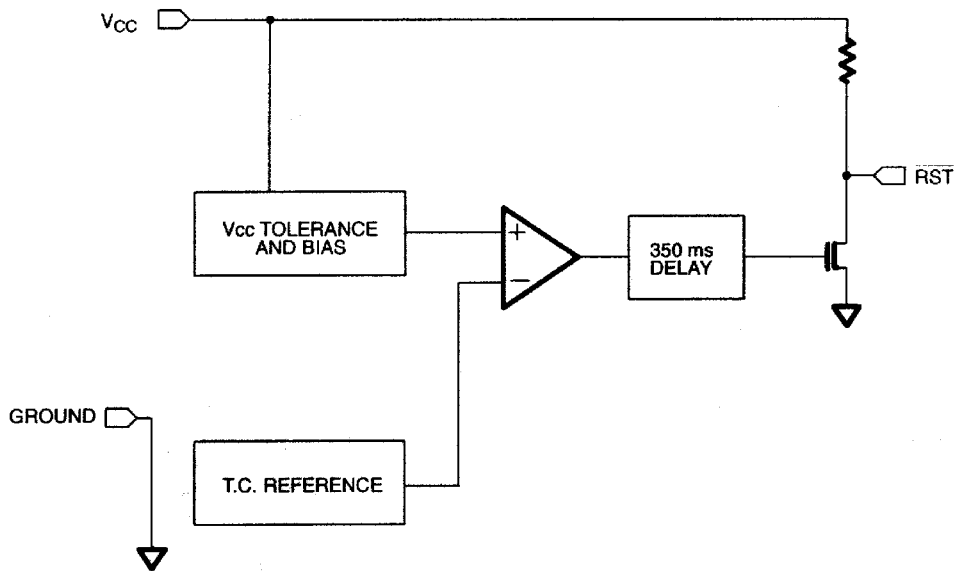 VCC
RST
Vcc TOLERANCE
AND BIAS
+
−
350 ms
DELAY
GROUND
T.C. REFERENCE